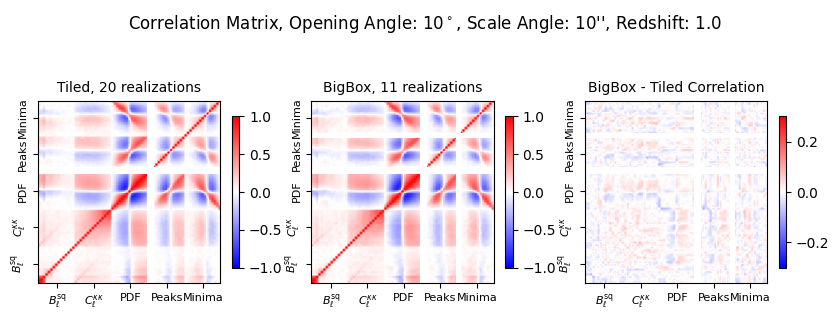 Correlation Matrix, Opening Angle: 10°, Scale Angle: 10'', Redshift: 1.0
Tiled, 20 realizations
Minima
Peaks
PDF
C_ℓ^κκ
B_ℓ^sq
B_ℓ^sq C_ℓ^κκ PDF Peaks Minima
1.0
0.5
0.0
−0.5
−1.0
BigBox, 11 realizations
Minima
Peaks
PDF
C_ℓ^κκ
B_ℓ^sq
B_ℓ^sq C_ℓ^κκ PDF Peaks Minima
1.0
0.5
0.0
−0.5
−1.0
BigBox - Tiled Correlation
Minima
Peaks
PDF
C_ℓ^κκ
B_ℓ^sq
B_ℓ^sq C_ℓ^κκ PDF Peaks Minima
0.2
0.0
−0.2